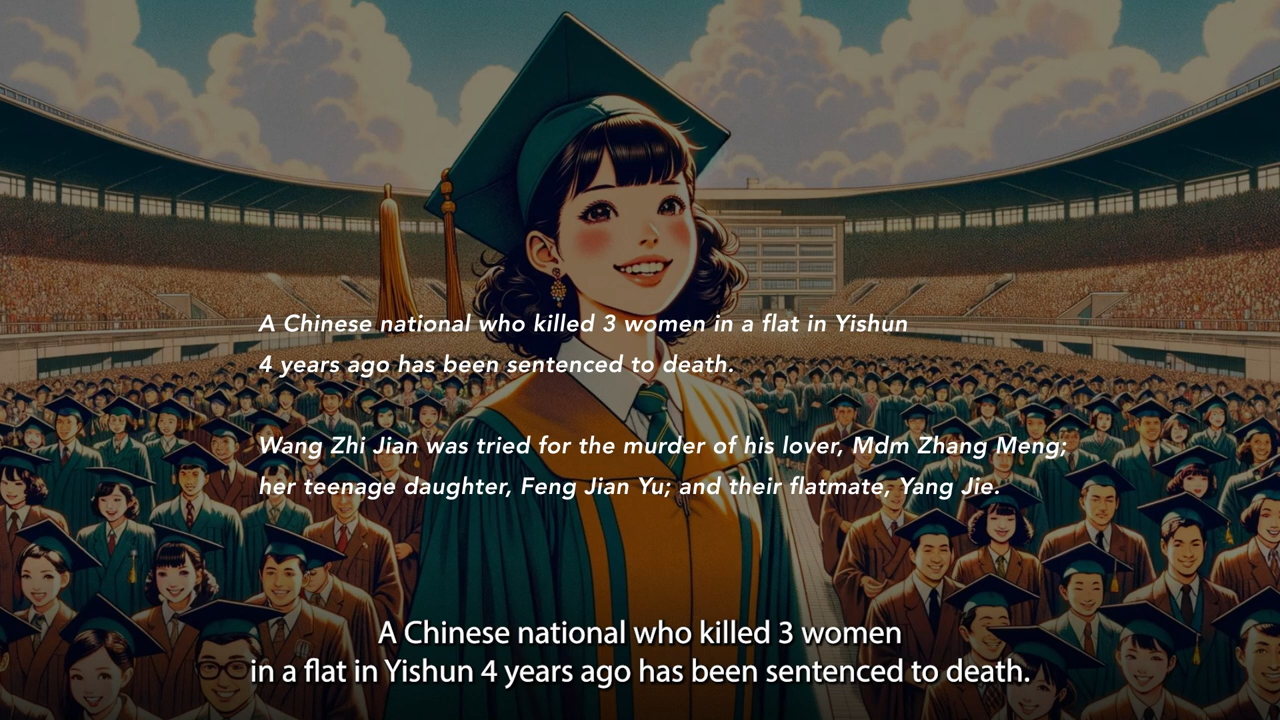 A Chinese national who killed 3 women in a flat in Yishun
4 years ago has been sentenced to death.
Wang Zhi Jian was tried for the murder of his lover, Mdm Zhang Meng;
her teenage daughter, Feng Jian Yu; and their flatmate, Yang Jie.
A Chinese national who killed 3 women
in a flat in Yishun 4 years ago has been sentenced to death.